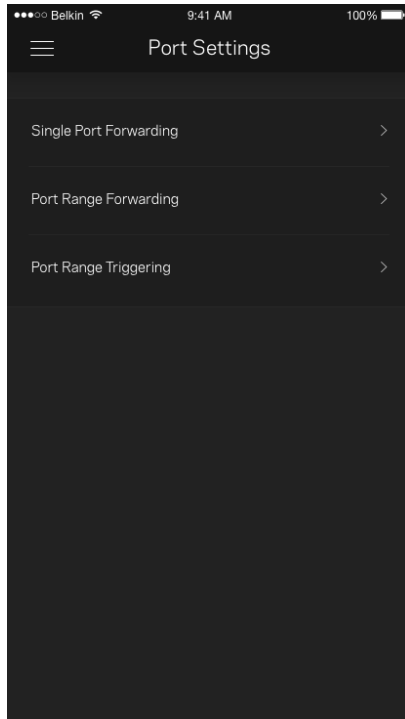 Belkin 9:41 AM 100%
Port Settings
Single Port Forwarding
Port Range Forwarding
Port Range Triggering